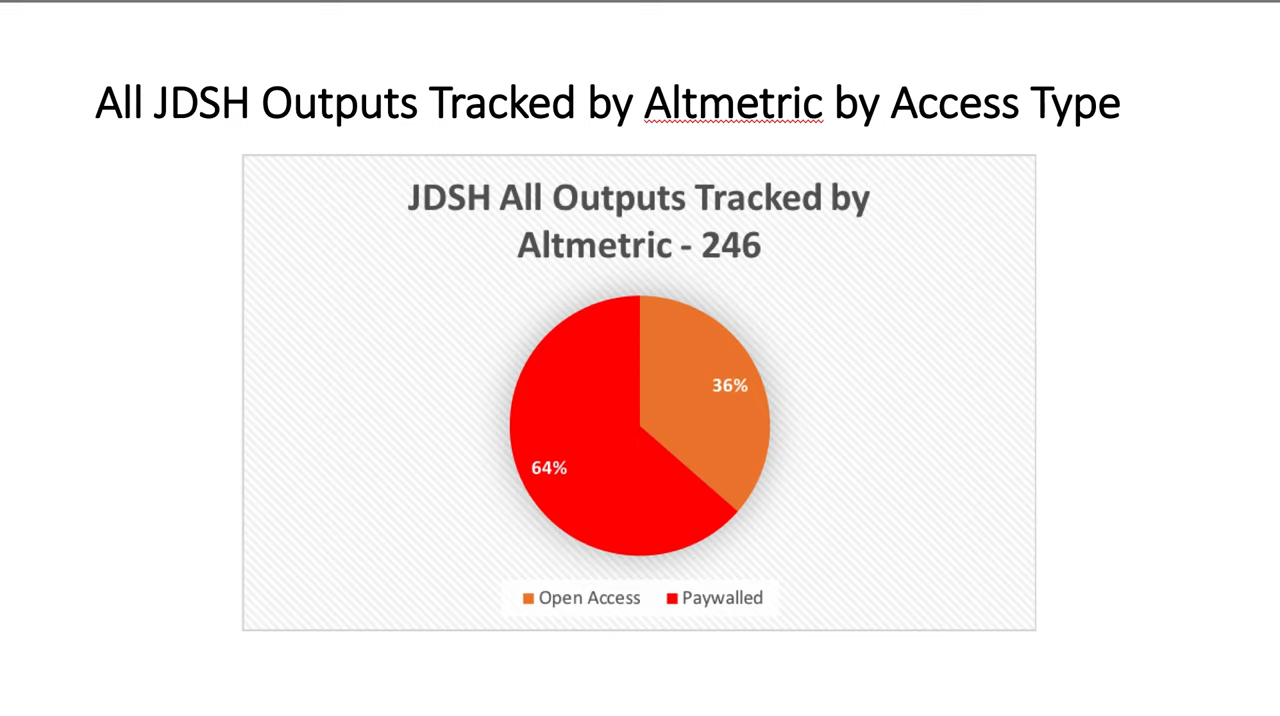 All JDSH Outputs Tracked by Altmetric by Access Type
JDSH All Outputs Tracked by
Altmetric - 246
36%
64%
Open Access
Paywalled